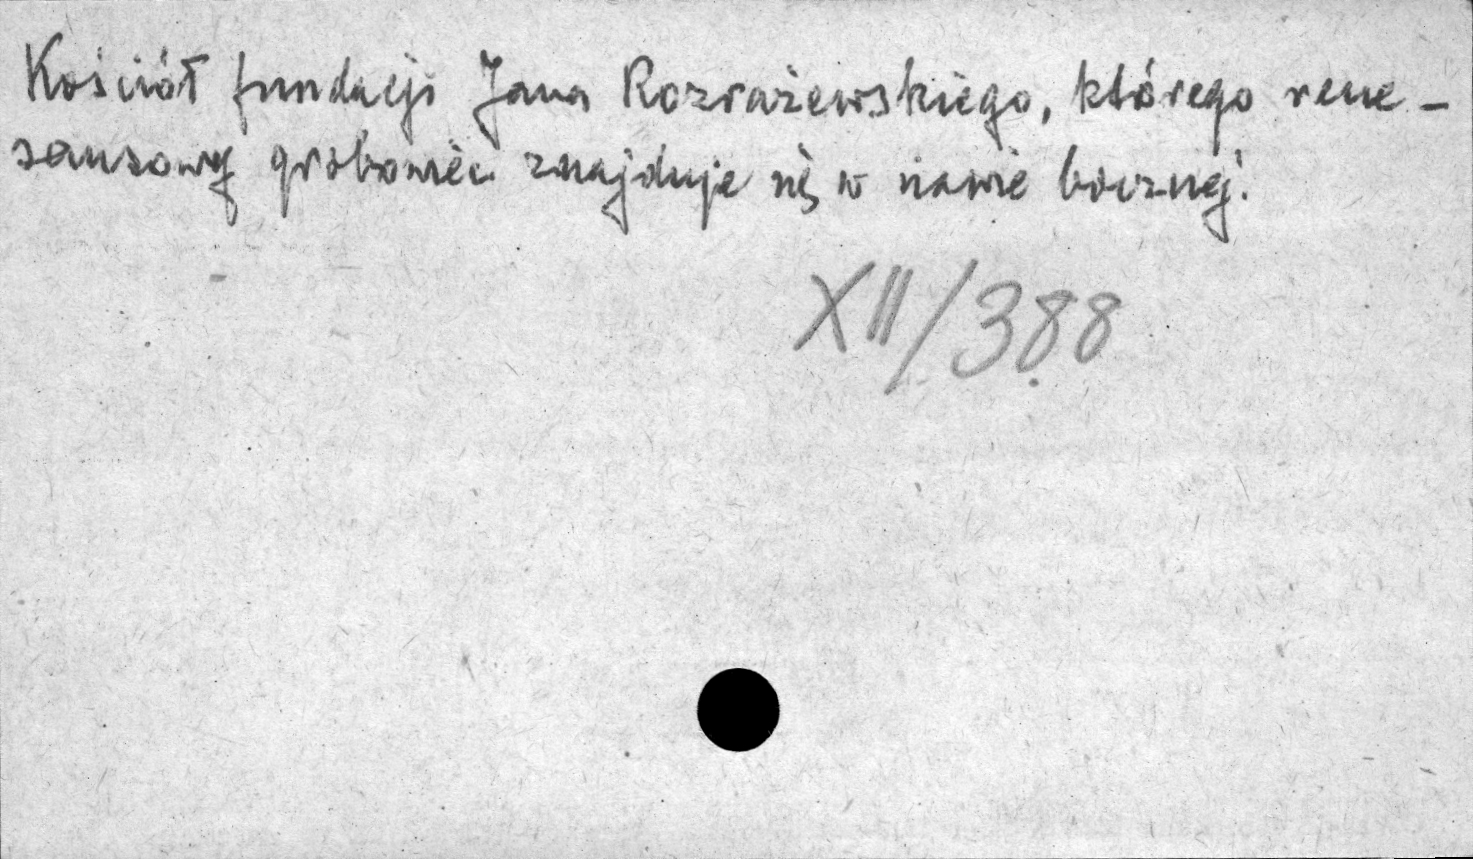 Kościół fundacji Jana Rozrażewskiego, którego rene-
sansowy grobowiec znajduje się w nawie bocznej.
XII/388